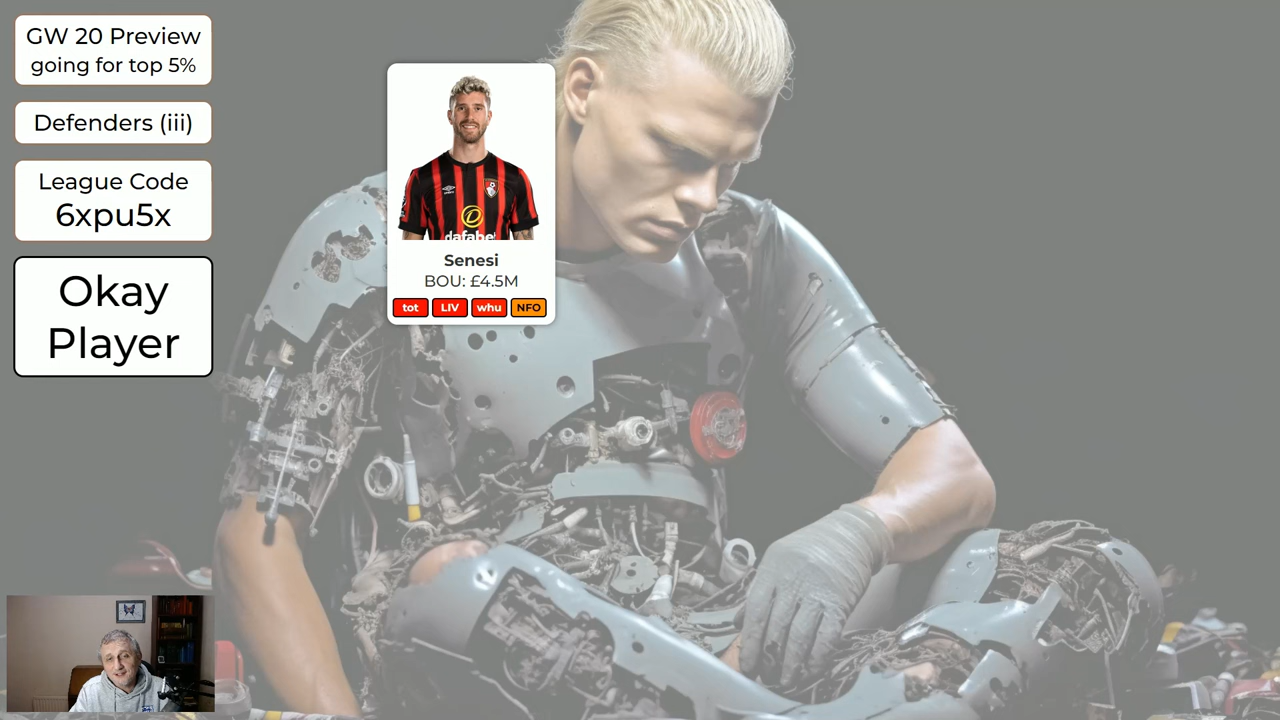 GW 20 Preview
going for top 5%
Defenders (iii)
League Code
6xpu5x
Okay
Player
dafabet
Senesi
BOU: £4.5M
tot LIV whu NFO